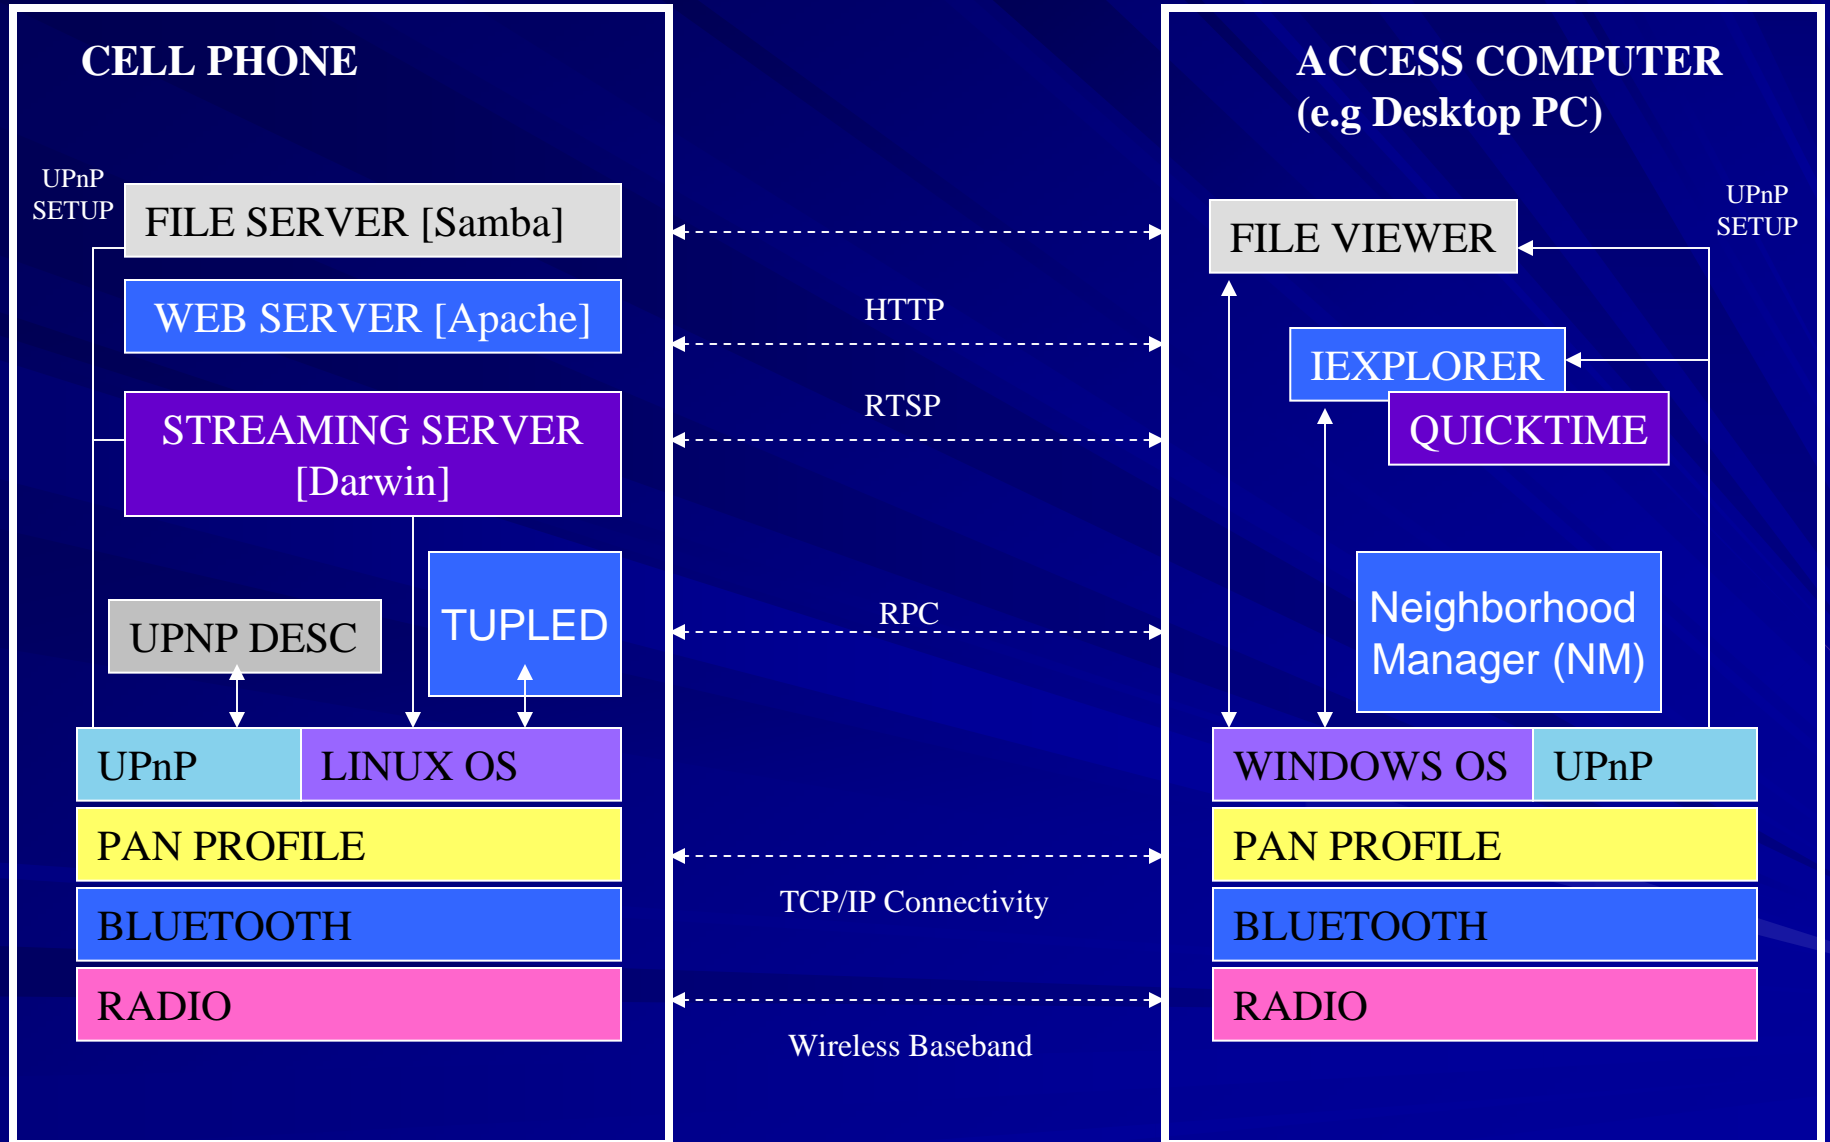 CELL PHONE
UPnP
SETUP
FILE SERVER [Samba]
WEB SERVER [Apache]
STREAMING SERVER
[Darwin]
UPNP DESC
TUPLED
UPnP
LINUX OS
PAN PROFILE
BLUETOOTH
RADIO
HTTP
RTSP
RPC
TCP/IP Connectivity
Wireless Baseband
ACCESS COMPUTER
(e.g Desktop PC)
UPnP
SETUP
FILE VIEWER
IEXPLORER
QUICKTIME
Neighborhood
Manager (NM)
WINDOWS OS
UPnP
PAN PROFILE
BLUETOOTH
RADIO